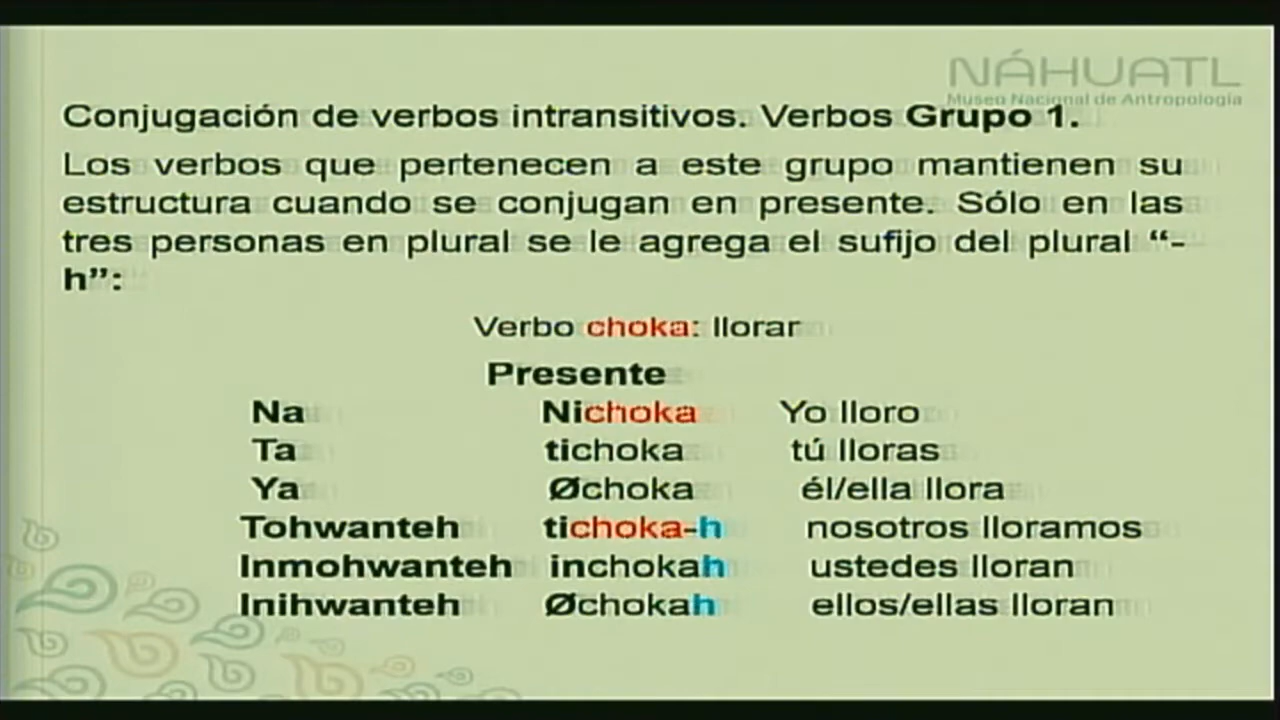 NÁHUATL
Museo Nacional de Antropología
Conjugación de verbos intransitivos. Verbos Grupo 1.
Los verbos que pertenecen a este grupo mantienen su
estructura cuando se conjugan en presente. Sólo en las
tres personas en plural se le agrega el sufijo del plural “-
h”:
Verbo choka: llorar
Presente
Na Nichoka Yo lloro
Ta tichoka tú lloras
Ya Øchoka él/ella llora
Tohwanteh tichoka-h nosotros lloramos
Inmohwanteh inchokah ustedes lloran
Inihwanteh Øchokah ellos/ellas lloran